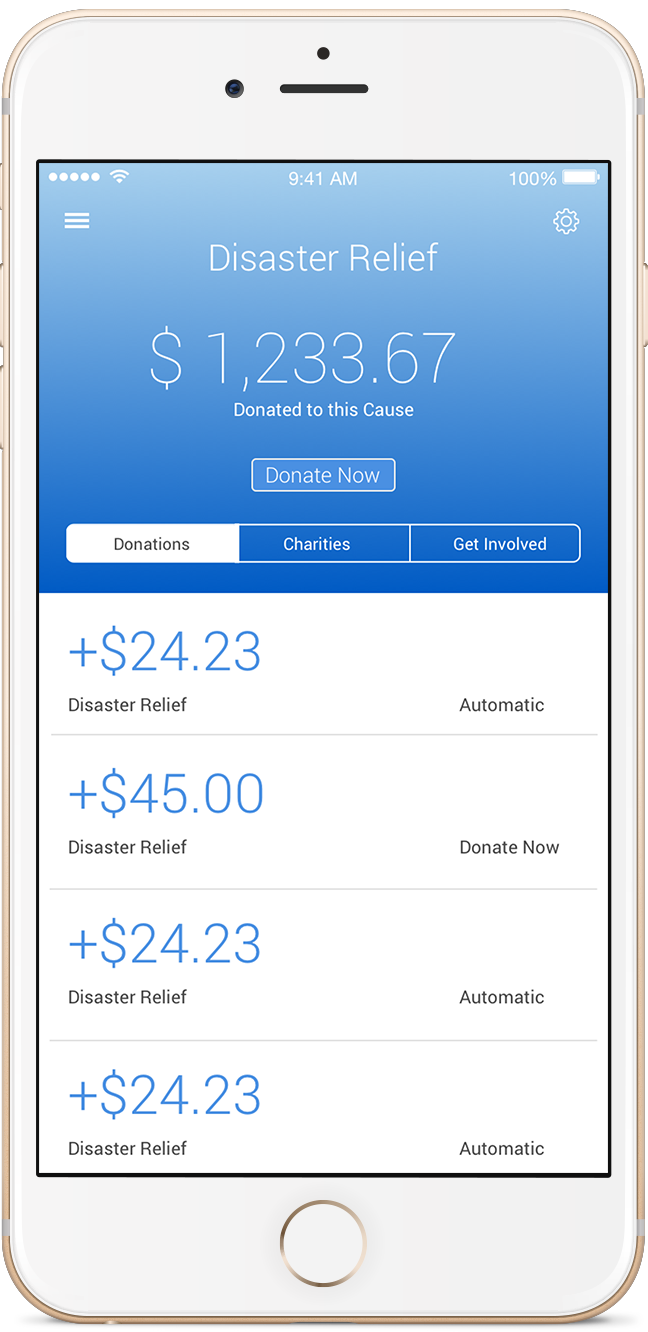 9:41 AM 100%
Disaster Relief
$ 1,233.67
Donated to this Cause
Donate Now
Donations Charities Get Involved
+$24.23
Disaster Relief Automatic
+$45.00
Disaster Relief Donate Now
+$24.23
Disaster Relief Automatic
+$24.23
Disaster Relief Automatic